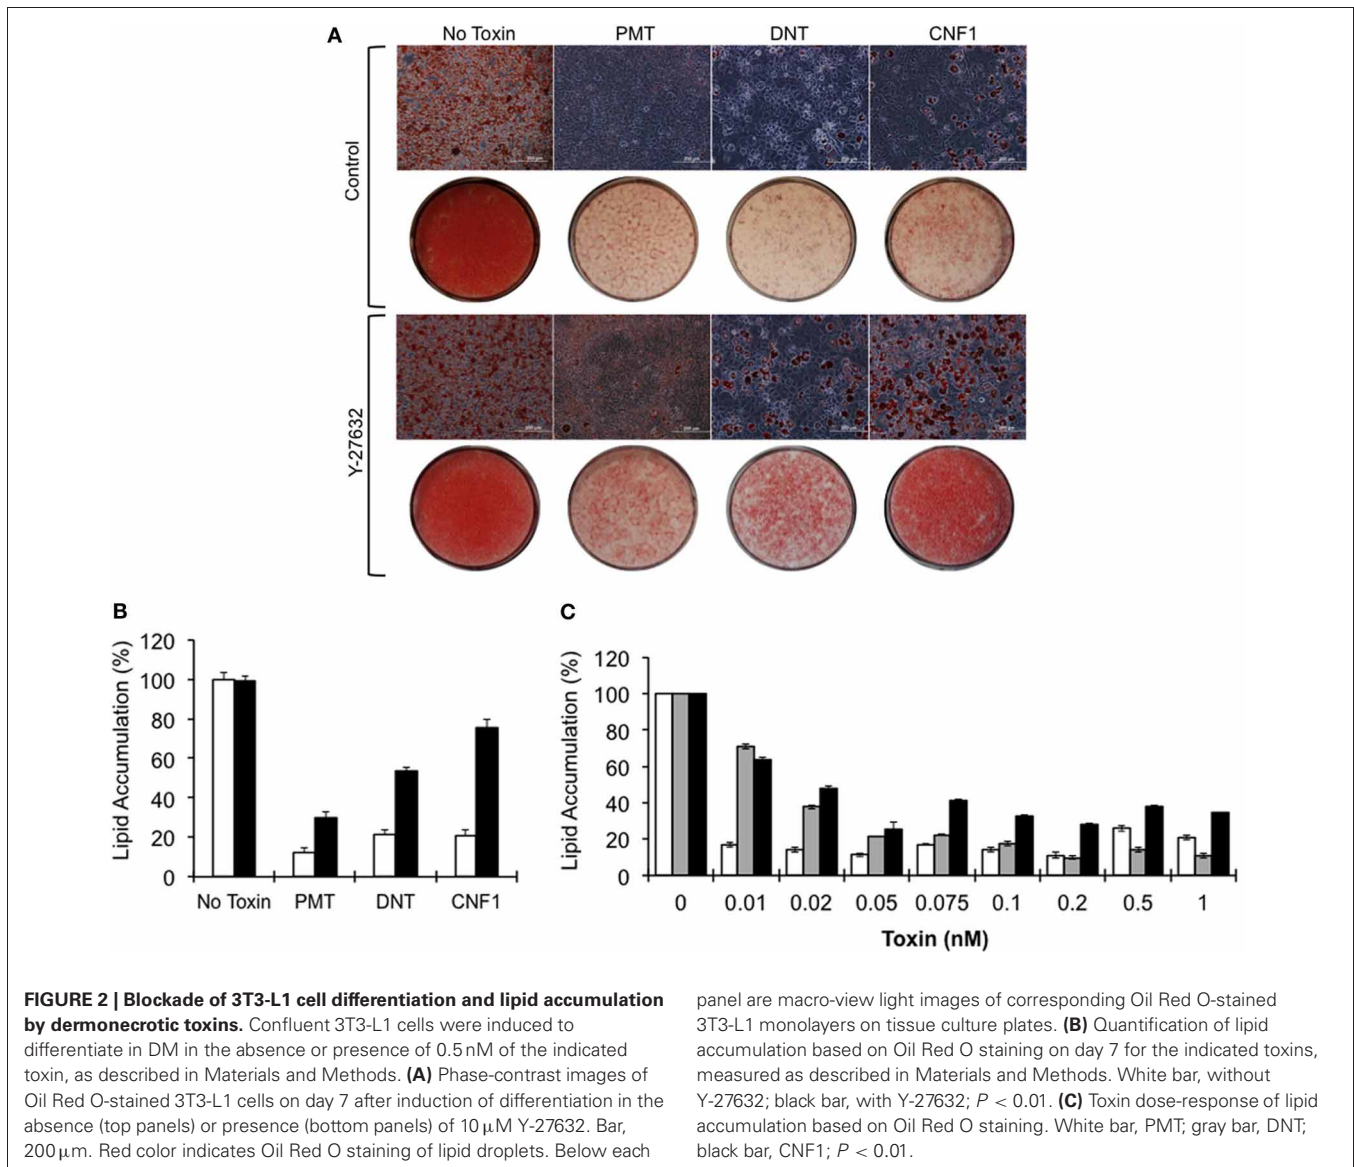 A
No Toxin PMT DNT CNF1
Control
Y-27632
B
Lipid Accumulation (%)
120
100
80
60
40
20
0
No Toxin PMT DNT CNF1
C
Lipid Accumulation (%)
120
100
80
60
40
20
0
0 0.01 0.02 0.05 0.075 0.1 0.2 0.5 1
Toxin (nM)
FIGURE 2 | Blockade of 3T3-L1 cell differentiation and lipid accumulation
by dermonecrotic toxins. Confluent 3T3-L1 cells were induced to
differentiate in DM in the absence or presence of 0.5 nM of the indicated
toxin, as described in Materials and Methods. (A) Phase-contrast images of
Oil Red O-stained 3T3-L1 cells on day 7 after induction of differentiation in the
absence (top panels) or presence (bottom panels) of 10 μM Y-27632. Bar,
200 μm. Red color indicates Oil Red O staining of lipid droplets. Below each
panel are macro-view light images of corresponding Oil Red O-stained
3T3-L1 monolayers on tissue culture plates. (B) Quantification of lipid
accumulation based on Oil Red O staining on day 7 for the indicated toxins,
measured as described in Materials and Methods. White bar, without
Y-27632; black bar, with Y-27632; P < 0.01. (C) Toxin dose-response of lipid
accumulation based on Oil Red O staining. White bar, PMT; gray bar, DNT;
black bar, CNF1; P < 0.01.